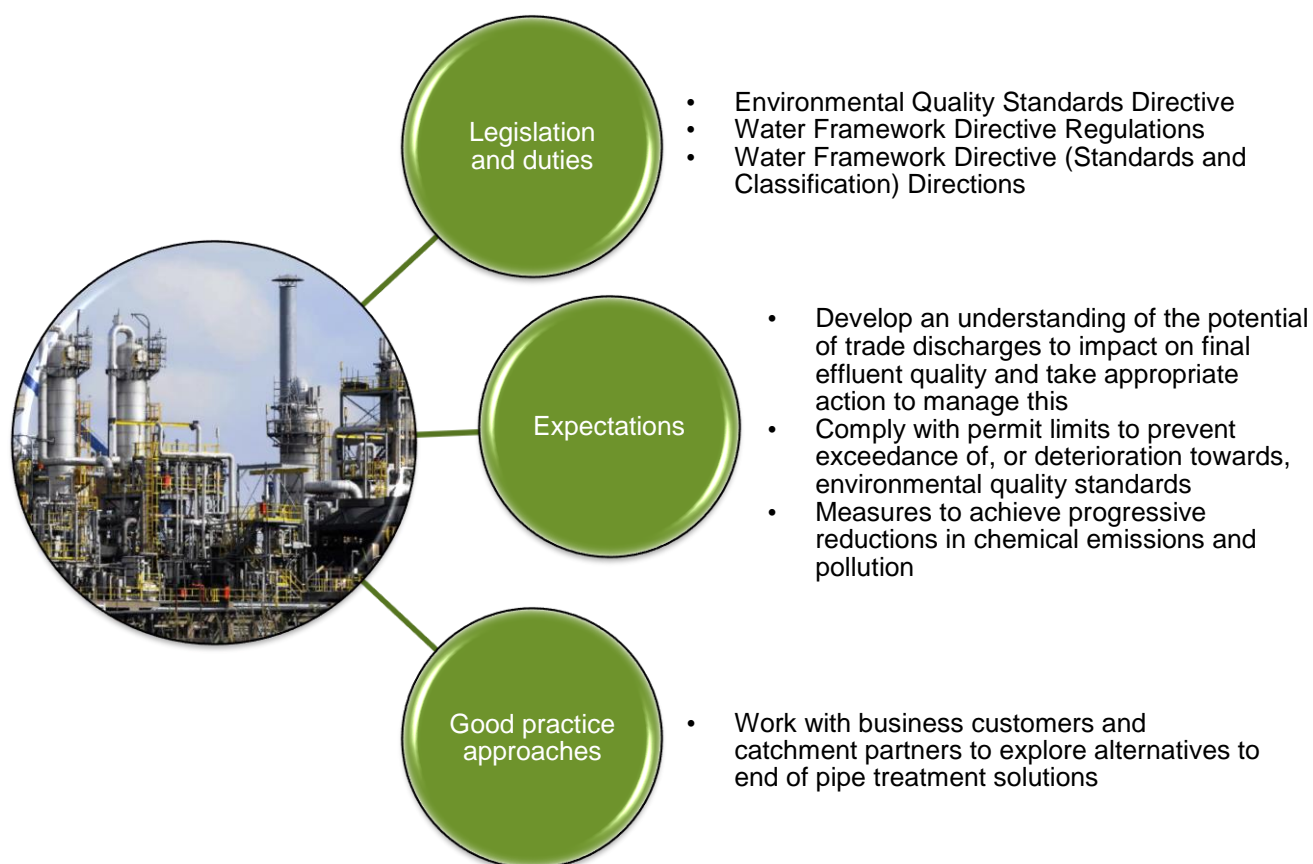 Legislation
and duties
• Environmental Quality Standards Directive
• Water Framework Directive Regulations
• Water Framework Directive (Standards and
Classification) Directions
Expectations
• Develop an understanding of the potential
of trade discharges to impact on final
effluent quality and take appropriate
action to manage this
• Comply with permit limits to prevent
exceedance of, or deterioration towards,
environmental quality standards
• Measures to achieve progressive
reductions in chemical emissions and
pollution
Good practice
approaches
• Work with business customers and
catchment partners to explore alternatives to
end of pipe treatment solutions